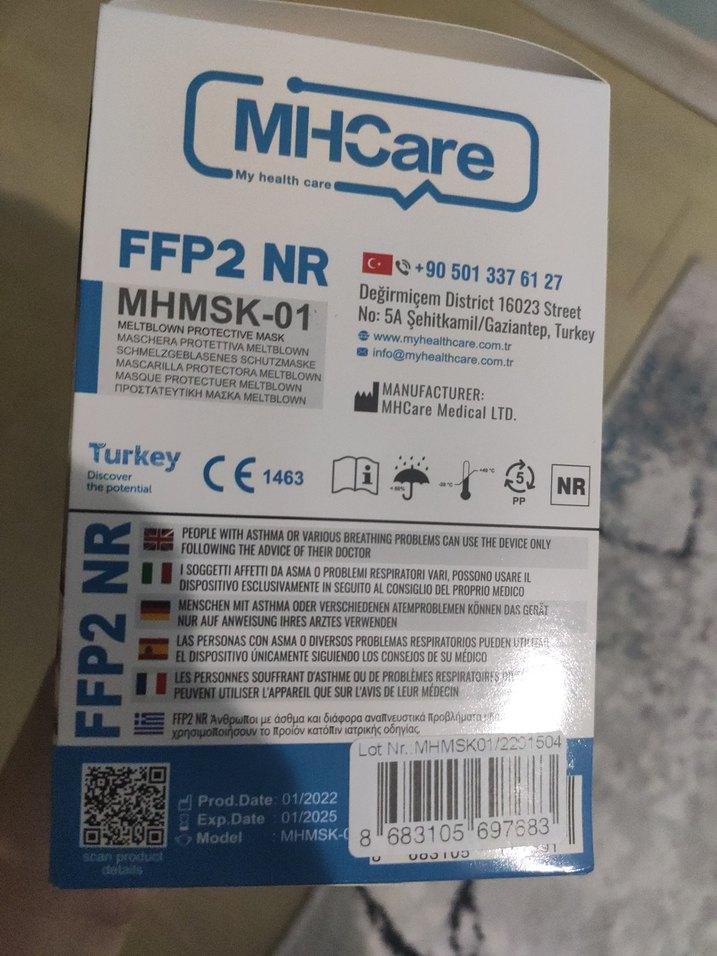 MHCare
My health care
FFP2 NR
MHMSK-01
MELTBLOWN PROTECTIVE MASK
MASCHERA PROTETTIVA MELTBLOWN
SCHMELZGEBLASENES SCHUTZMASKE
MASCARILLA PROTECTORA MELTBLOWN
MASQUE PROTECTUER MELTBLOWN
ΠΡΟΣΤΑΤΕΥΤΙΚΗ ΜΑΣΚΑ MELTBLOWN
+90 501 337 61 27
Değirmiçem District 16023 Street
No: 5A Şehitkamil/Gaziantep, Turkey
www.myhealthcare.com.tr
info@myhealthcare.com.tr
MANUFACTURER:
MHCare Medical LTD.
Turkey
Discover
the potential
CE 1463
i
5
PP
NR
FFP2 NR
PEOPLE WITH ASTHMA OR VARIOUS BREATHING PROBLEMS CAN USE THE DEVICE ONLY
FOLLOWING THE ADVICE OF THEIR DOCTOR
I SOGGETTI AFFETTI DA ASMA O PROBLEMI RESPIRATORI VARI, POSSONO USARE IL
DISPOSITIVO ESCLUSIVAMENTE IN SEGUITO AL CONSIGLIO DEL PROPRIO MEDICO
MENSCHEN MIT ASTHMA ODER VERSCHIEDENEN ATEMPROBLEMEN KÖNNEN DAS GERÄT
NUR AUF ANWEISUNG IHRES ARZTES VERWENDEN
LAS PERSONAS CON ASMA O DIVERSOS PROBLEMAS RESPIRATORIOS PUEDEN
EL DISPOSITIVO ÚNICAMENTE SIGUIENDO LOS CONSEJOS DE SU MÉDICO
LES PERSONNES SOUFFRANT D'ASTHME OU DE PROBLÈMES RESPIRATOIRES
PEUVENT UTILISER L'APPAREIL QUE SUR L'AVIS DE LEUR MÉDECIN
FFP2 NR Άνθρωποι με άσθμα και διάφορα αναπνευστικά προβλήματα
χρησιμοποιήσουν το προϊόν κατόπιν ιατρικής οδηγίας.
scan product
details
Prod.Date : 01/2022
Exp.Date : 01/2025
Model : MHMSK-
Lot Nr.:MHMSK01/2201504
8 683105 697683